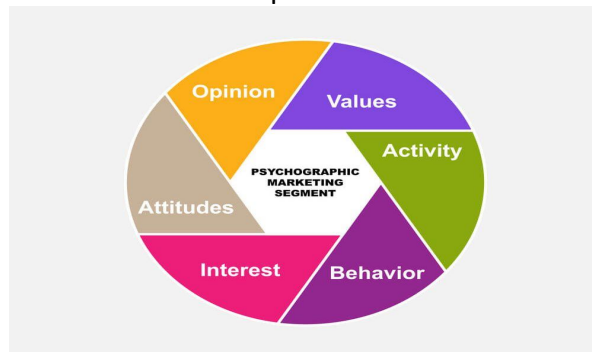 Opinion
Values
Activity
PSYCHOGRAPHIC
MARKETING
SEGMENT
Attitudes
Interest
Behavior